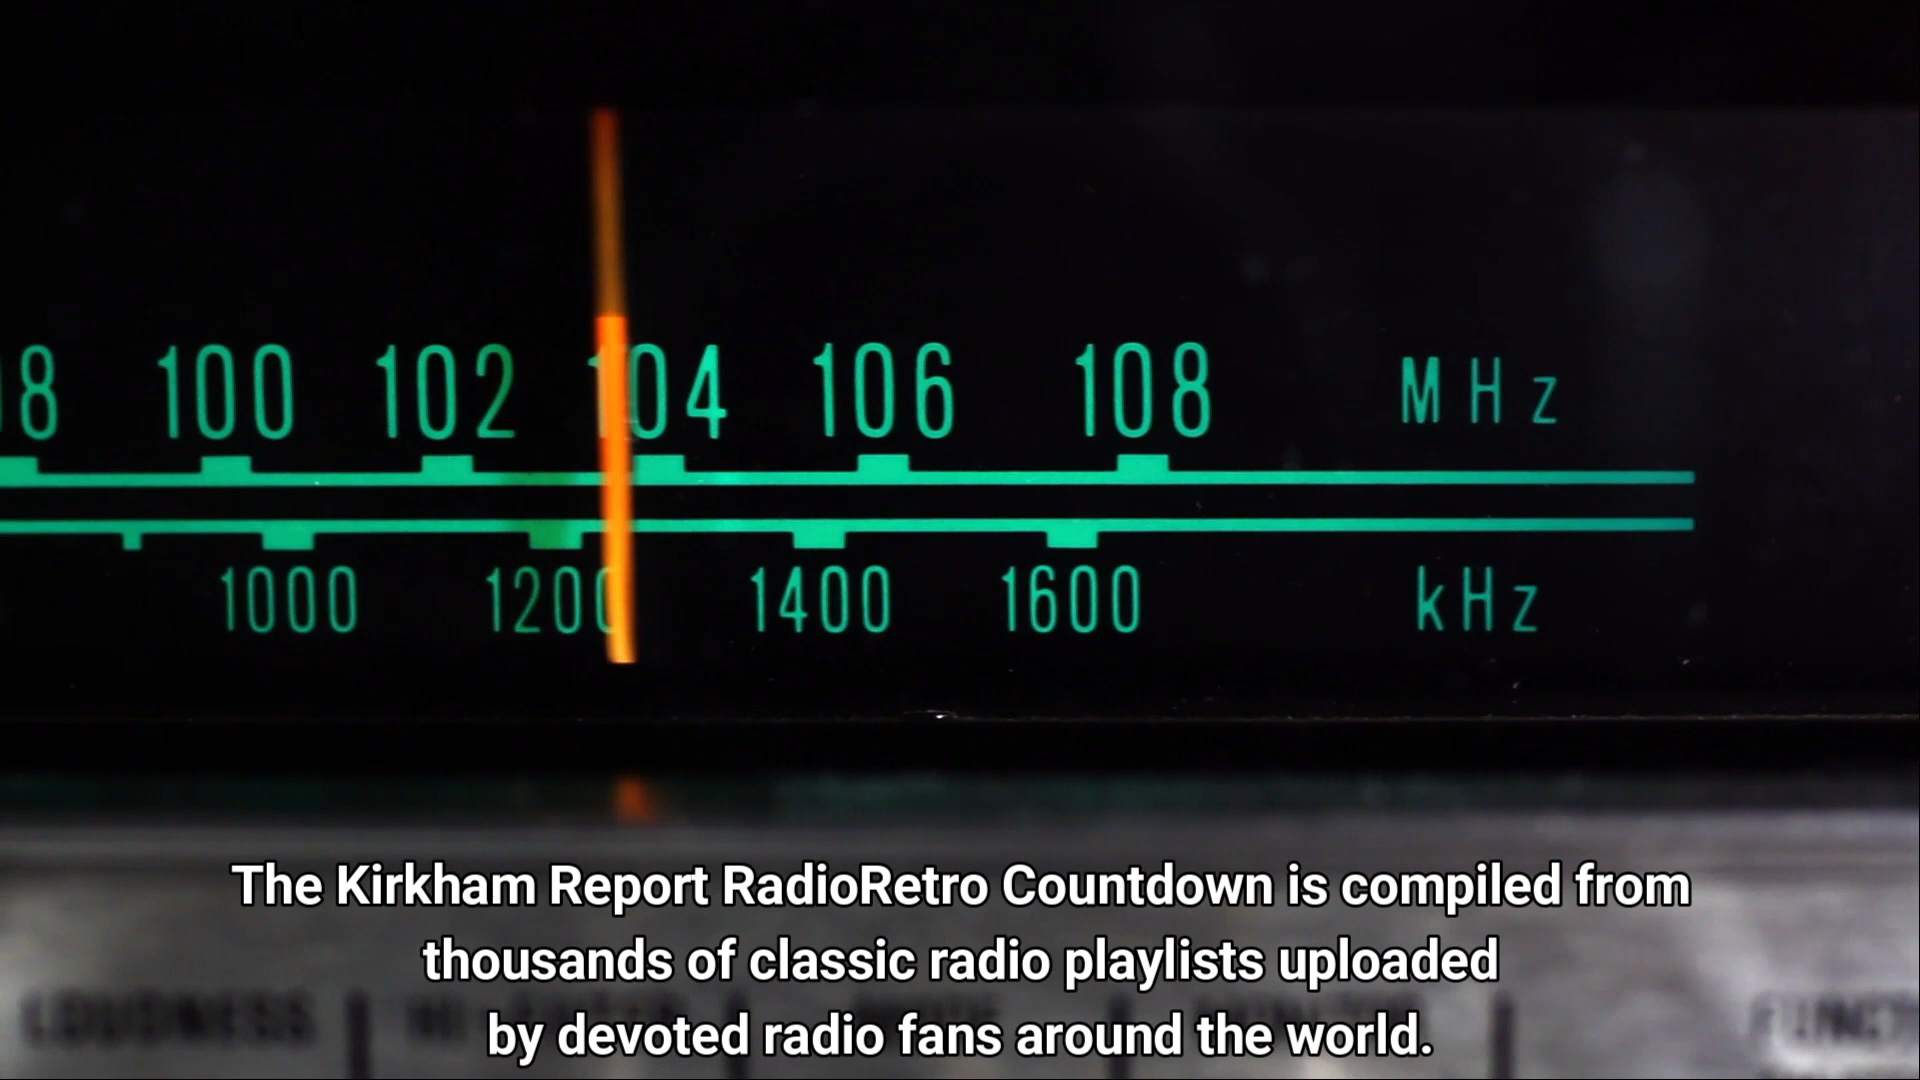 100 102 104 106 108 MHz
1000 1200 1400 1600 kHz
The Kirkham Report RadioRetro Countdown is compiled from
thousands of classic radio playlists uploaded
by devoted radio fans around the world.
LOUDNESS